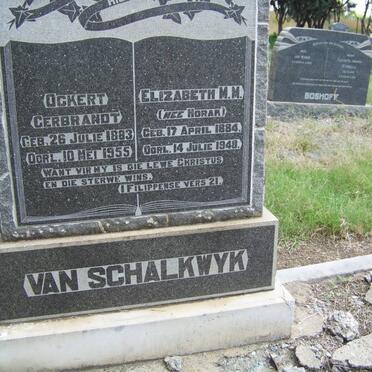 OCKERT
GERBRANDT
GEB. 26 JULIE 1883
OORL. 10 MEI 1955
ELIZABETH M.M.
(NEE HORAK)
GEB. 17 APRIL 1884
OORL. 14 JULIE 1948
WANT VIR MY IS DIE LEWE CHRISTUS
EN DIE STERWE WINS.
1 FILIPPENSE VERS 21.
VAN SCHALKWYK
BOSHOFF